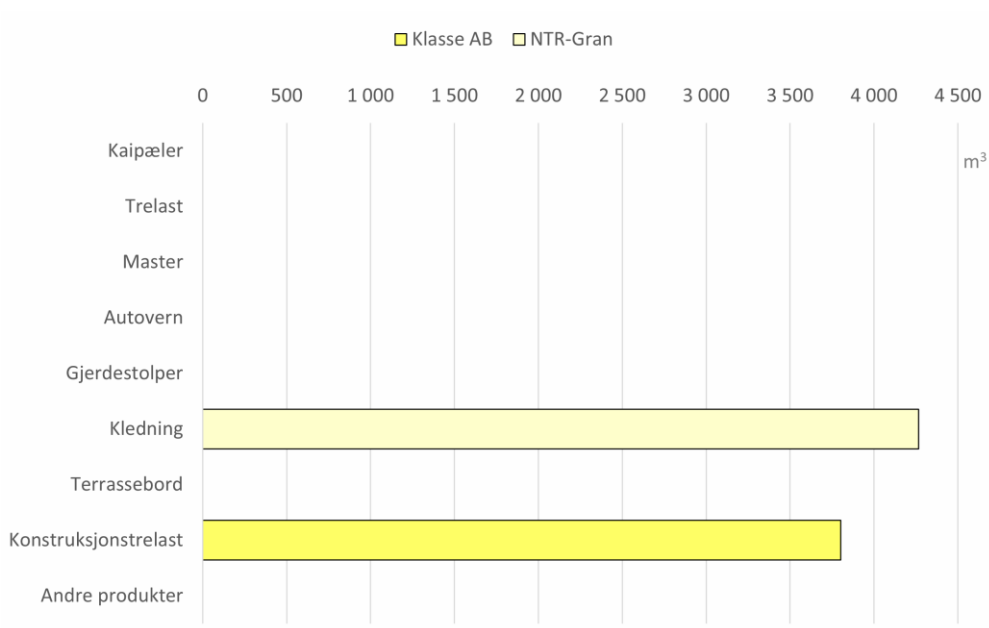 Klasse AB NTR-Gran
0 500 1 000 1 500 2 000 2 500 3 000 3 500 4 000 4 500
Kaipæler
m³
Trelast
Master
Autovern
Gjerdestolper
Kledning
Terrassebord
Konstruksjonstrelast
Andre produkter